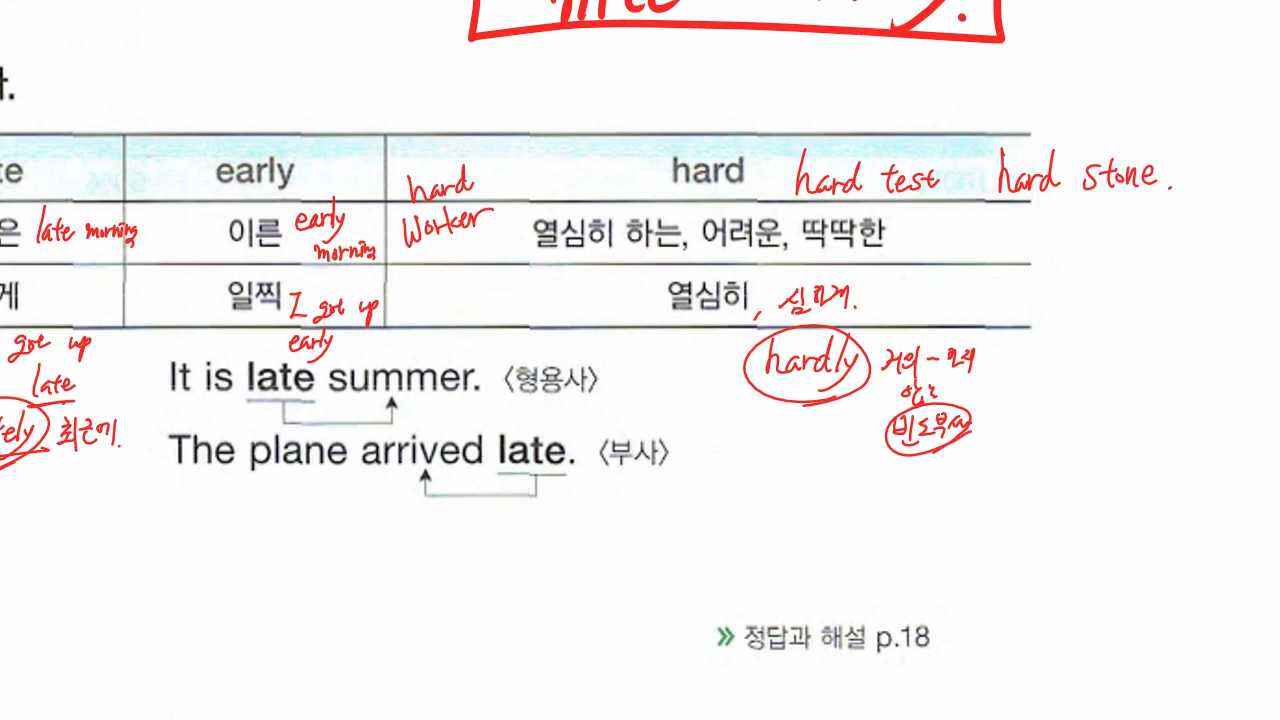 early
hard
hard test
hard stone.
hard
worker
late morning
이른
early
morning
열심히 하는, 어려운, 딱딱한
일찍
I got up
early
열심히
, 심하게.
got up
late
최근에.
It is late summer. 〈형용사〉
hardly
빈도부사
The plane arrived late. 〈부사〉
» 정답과 해설 p.18